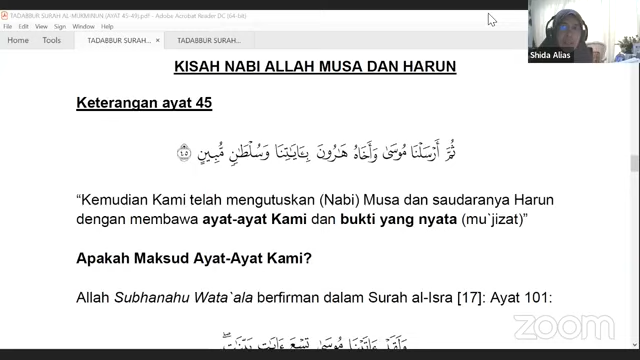 TADABBUR SURAH AL-MUKMINUN (AYAT 45-49).pdf - Adobe Acrobat Reader DC (64-bit)
File Edit View Sign Window Help
Home Tools TADABBUR SURAH... × TADABBUR SURAH...
Shida Alias
KISAH NABI ALLAH MUSA DAN HARUN
Keterangan ayat 45
ثُمَّ أَرْسَلْنَا مُوسَىٰ وَأَخَاهُ هَٰرُونَ بِـَٔايَٰتِنَا وَسُلْطَٰنٍ مُّبِينٍ ٤٥
“Kemudian Kami telah mengutuskan (Nabi) Musa dan saudaranya Harun
dengan membawa ayat-ayat Kami dan bukti yang nyata (mu`jizat)”
Apakah Maksud Ayat-Ayat Kami?
Allah Subhanahu Wata`ala berfirman dalam Surah al-Isra [17]: Ayat 101:
وَلَقَدْ ءَاتَيْنَا مُوسَىٰ تِسْعَ ءَايَٰتٍۭ بَيِّنَٰتٍ ۖ
zoom